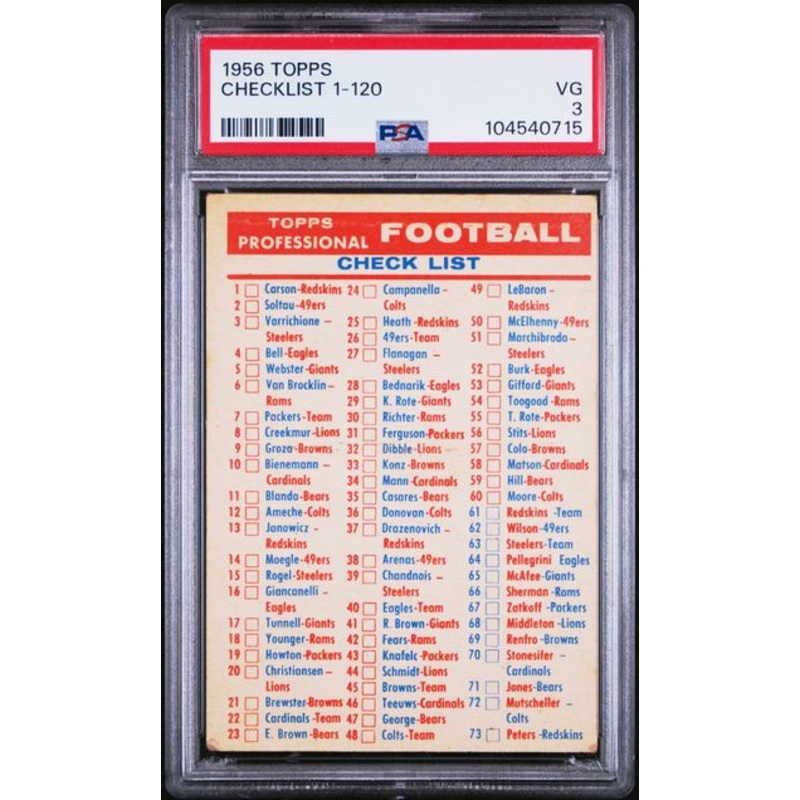 1956 TOPPS
CHECKLIST 1-120
VG
3
104540715
PSA
TOPPS
PROFESSIONAL FOOTBALL
CHECK LIST
1 Carson-Redskins
2 Soltau-49ers
3 Varrichione –
Steelers
4 Bell-Eagles
5 Webster-Giants
6 Van Brocklin–
Rams
7 Packers-Team
8 Creekmur-Lions
9 Groza-Browns
10 Bienemann –
Cardinals
11 Blanda-Bears
12 Ameche-Colts
13 Janowicz –
Redskins
14 Moegle-49ers
15 Rogel-Steelers
16 Giancanelli –
Eagles
17 Tunnell-Giants
18 Younger-Rams
19 Howton-Packers
20 Christiansen–
Lions
21 Brewster-Browns
22 Cardinals-Team
23 E. Brown-Bears
24 Campanella –
Colts
25 Heath-Redskins
26 49ers-Team
27 Flanagan –
Steelers
28 Bednarik-Eagles
29 K. Rote-Giants
30 Richter-Rams
31 Ferguson-Packers
32 Dibble-Lions–
33 Konz-Browns
34 Mann-Cardinals
35 Casares-Bears
36 Donovan-Colts
37 Drazenovich –
Redskins
38 Arenas-49ers
39 Chandnois –
Steelers
40 Eagles-Team
41 R. Brown-Giants
42 Fears-Rams
43 Knafelc-Packers
44 Schmidt-Lions
45 Browns-Team
46 Teeuws-Cardinals
47 George-Bears
48 Colts-Team
49 LeBaron –
Redskins
50 McElhenny-49ers
51 Marchibroda–
Steelers
52 Burk-Eagles
53 Gifford-Giants
54 Toogood-Rams
55 T. Rote-Packers
56 Stits-Lions
57 Colo-Browns
58 Matson-Cardinals
59 Hill-Bears
60 Moore-Colts
61 Redskins -Team
62 Wilson-49ers
63 Steelers-Team
64 Pellegrini Eagles
65 McAfee-Giants
66 Sherman -Rams
67 Zatkoff -Packers
68 Middleton -Lions
69 Renfro -Browns
70 Stonesifer –
Cardinals
71 Jones-Bears
72 Mutscheller –
Colts
73 Peters -Redskins